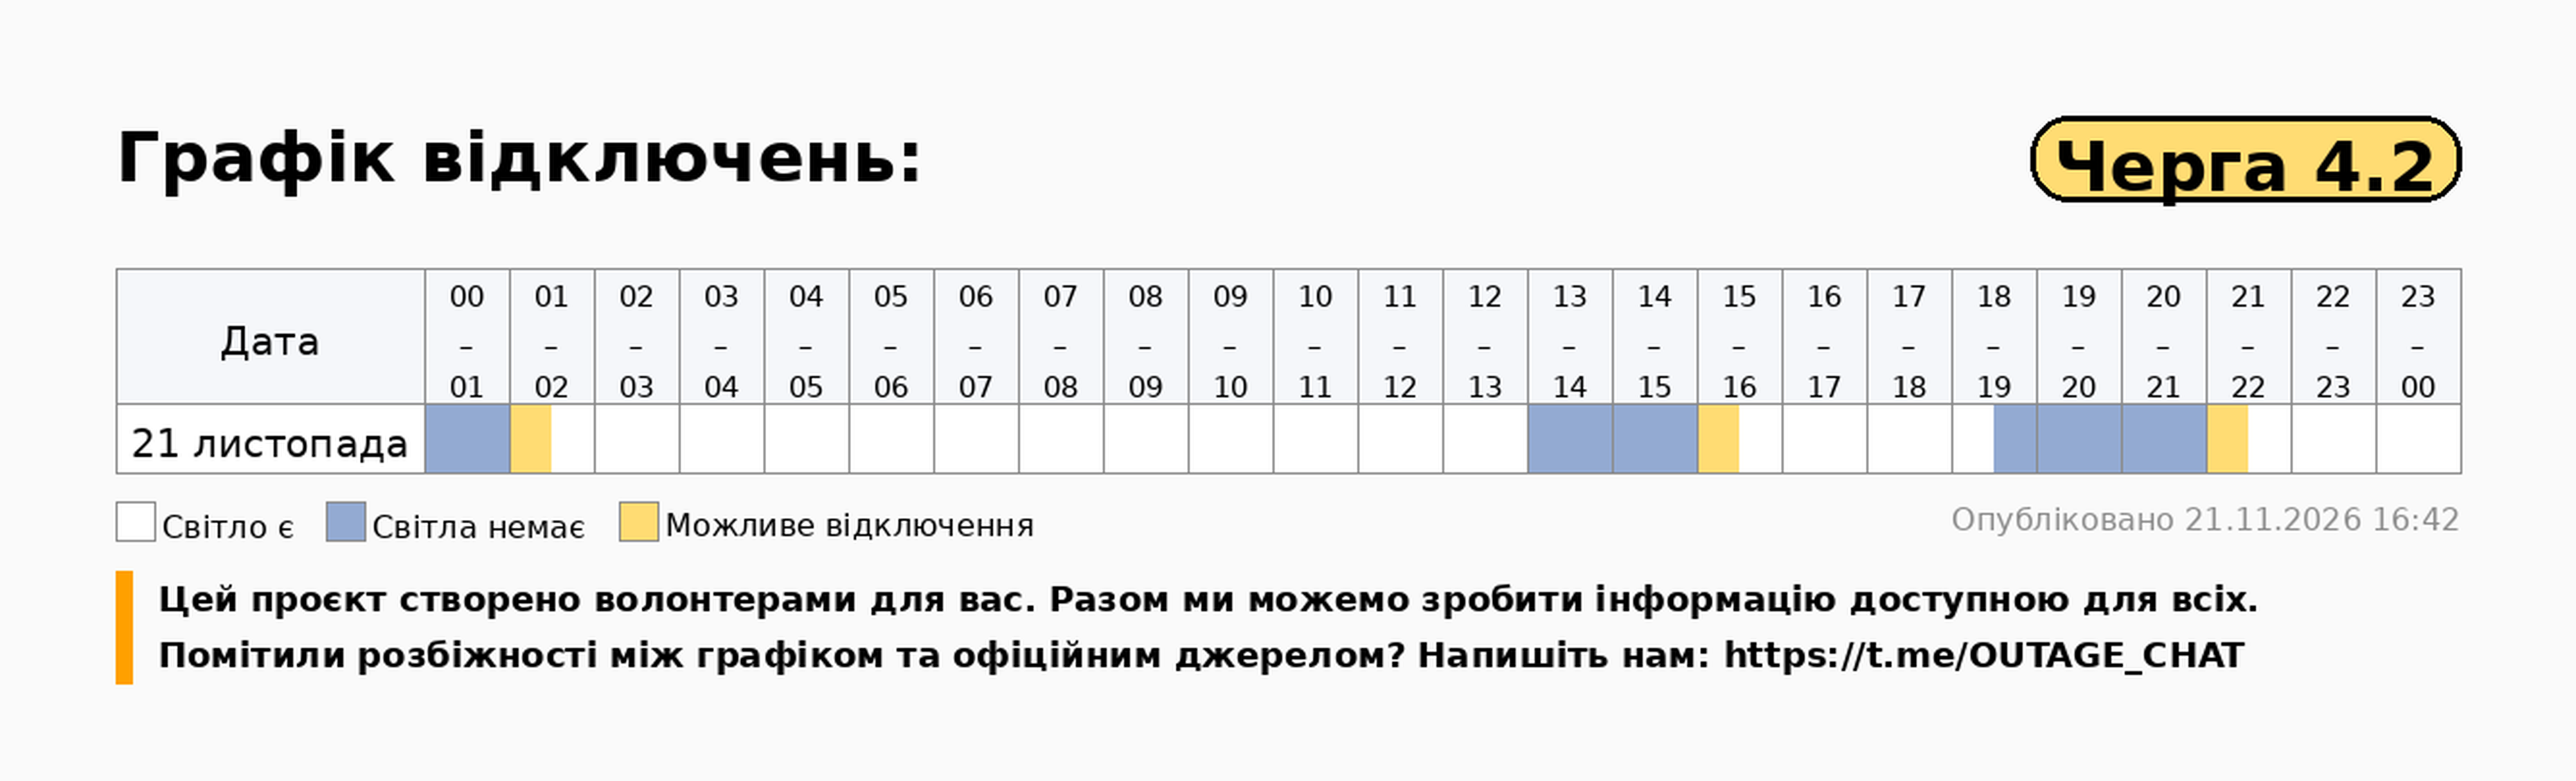 Графік відключень:
Черга 4.2
Дата
00 – 01
01 – 02
02 – 03
03 – 04
04 – 05
05 – 06
06 – 07
07 – 08
08 – 09
09 – 10
10 – 11
11 – 12
12 – 13
13 – 14
14 – 15
15 – 16
16 – 17
17 – 18
18 – 19
19 – 20
20 – 21
21 – 22
22 – 23
23 – 00
21 листопада
Світло є
Світла немає
Можливе відключення
Опубліковано 21.11.2026 16:42
Цей проєкт створено волонтерами для вас. Разом ми можемо зробити інформацію доступною для всіх.
Помітили розбіжності між графіком та офіційним джерелом? Напишіть нам: https://t.me/OUTAGE_CHAT